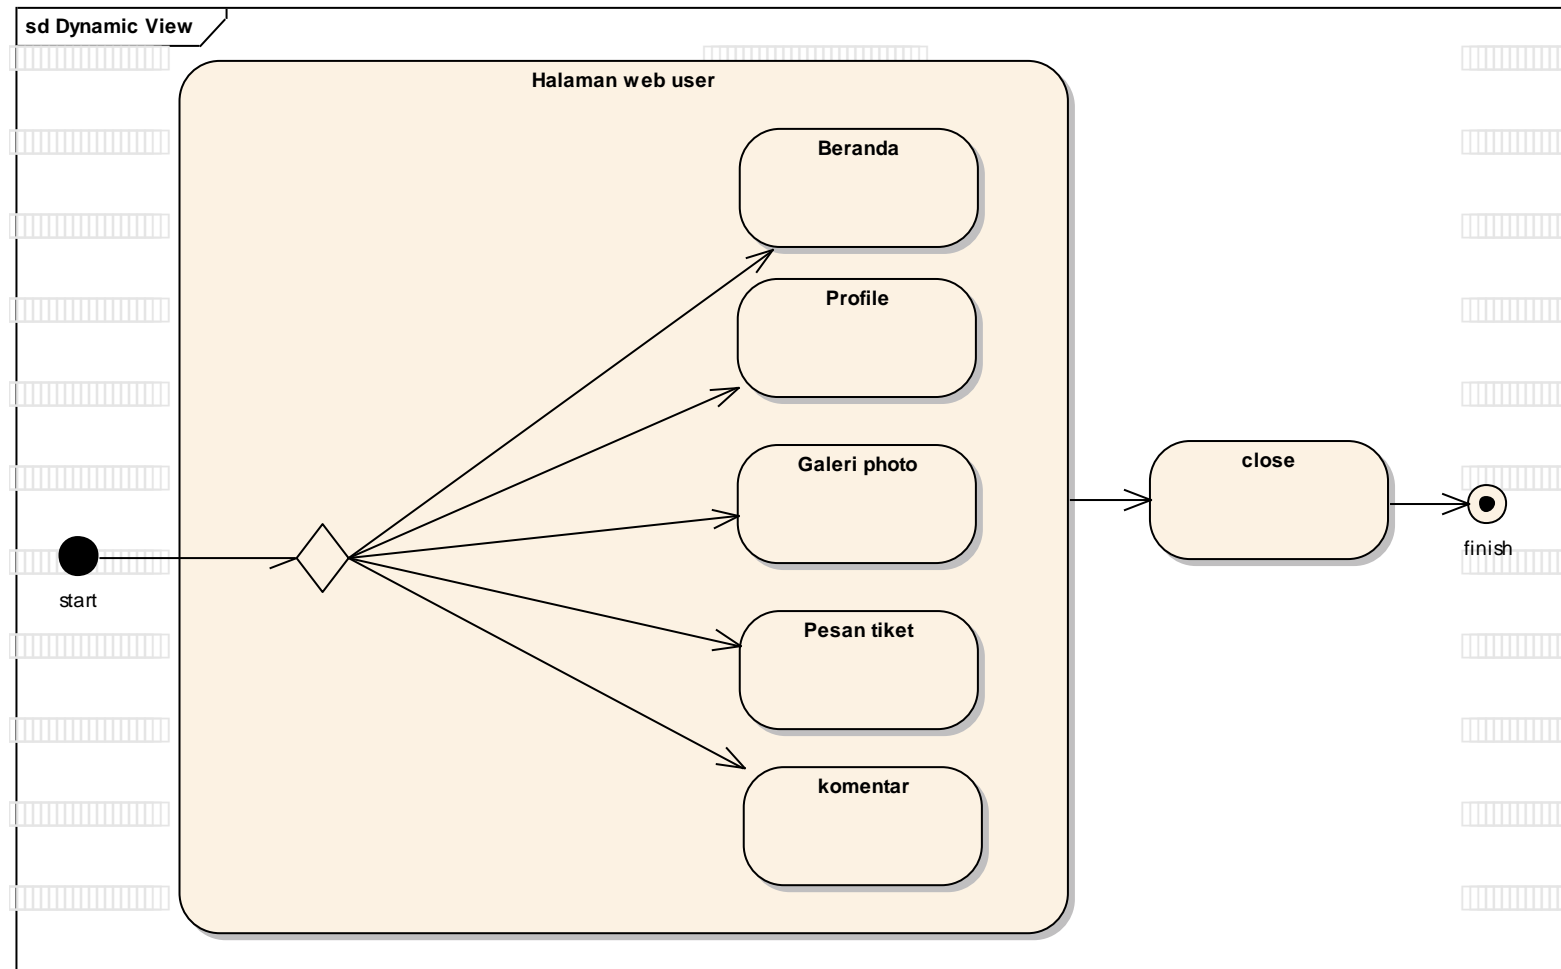 sd Dynamic View
Halaman web user
Beranda
Profile
Galeri photo
Pesan tiket
komentar
close
start
finish